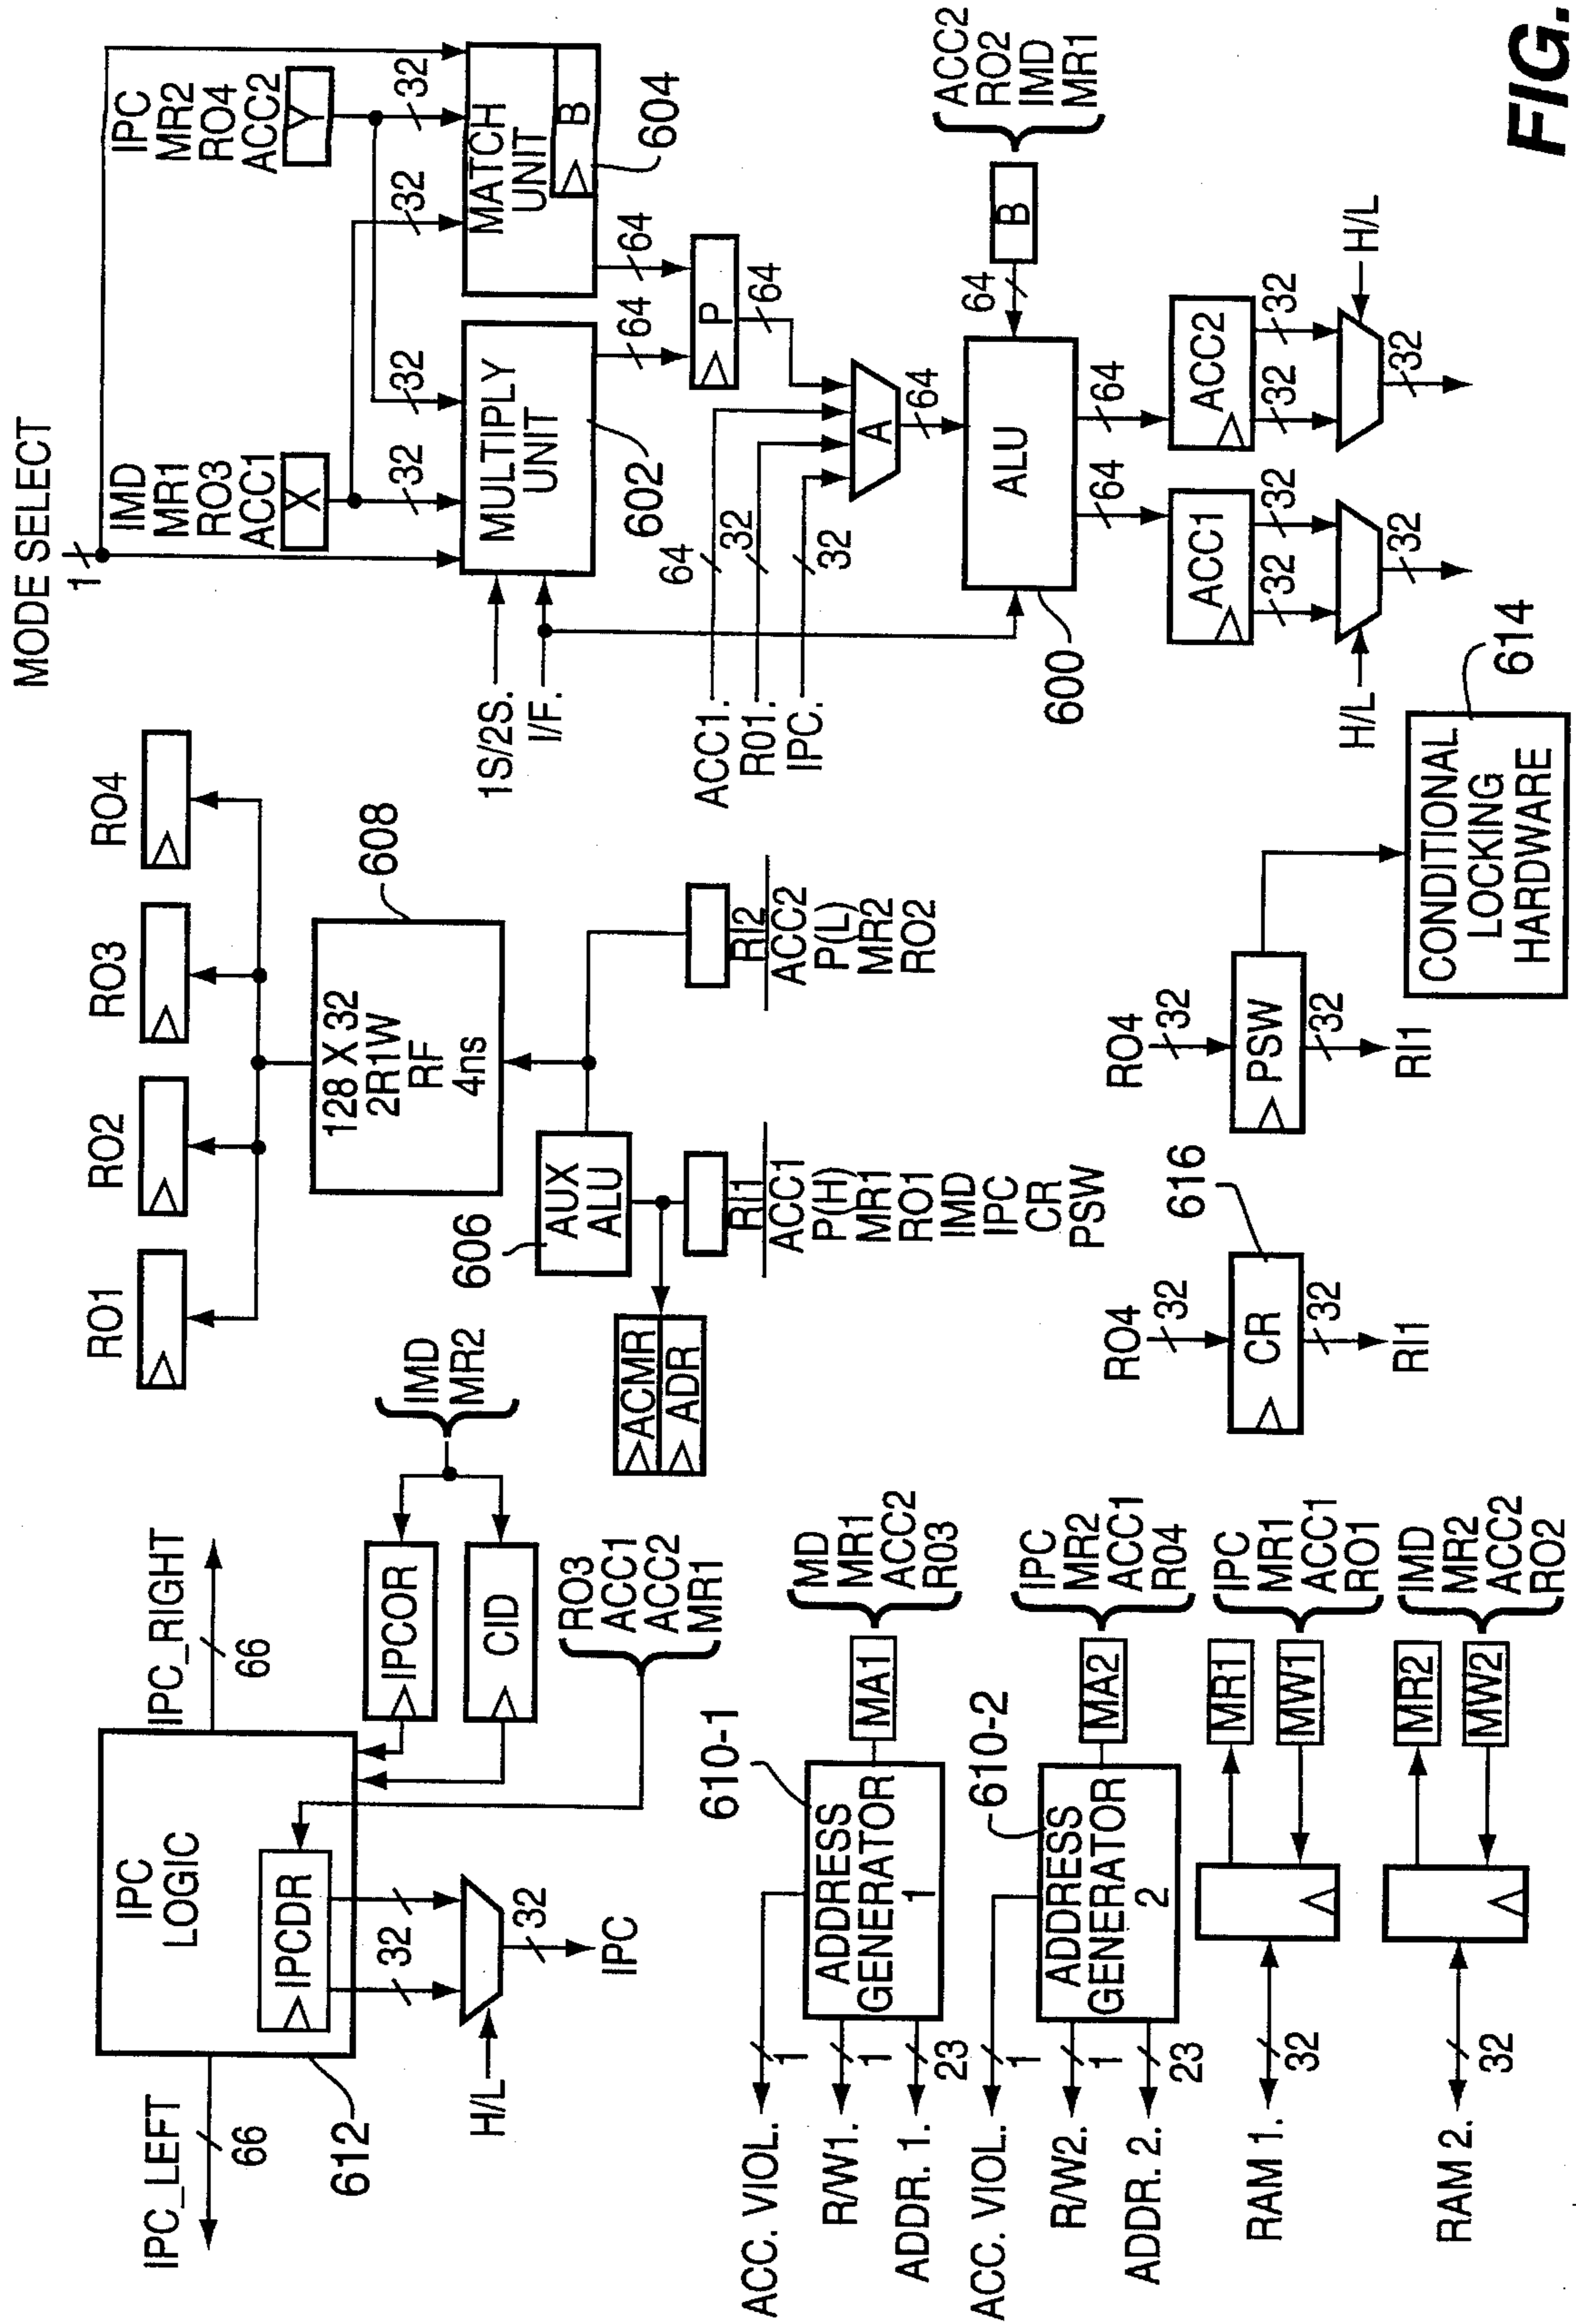 MODE SELECT
1
IMD
MR1
RO3
ACC1
X
IPC
MR2
RO4
ACC2
Y
32
32
32
32
MULTIPLY
UNIT
602
MATCH
UNIT
B
604
1S/2S.
I/F.
64
64
P
64
ACC1.
R01.
IPC.
64
32
32
A
64
ALU
600
64
B
ACC2
RO2
IMD
MR1
64
64
ACC1
ACC2
32
32
32
32
H/L
H/L
32
32
RO1
RO2
RO3
RO4
128 X 32
2R1W
RF
4ns
608
AUX
ALU
606
ACMR
ADR
RI1
ACC1
P(H)
MR1
RO1
IMD
IPC
CR
PSW
RI2
ACC2
P(L)
MR2
RO2
RO4
32
CR
616
32
RI1
RO4
32
PSW
32
RI1
CONDITIONAL
LOCKING
HARDWARE
614
IPC_LEFT
66
IPC_RIGHT
66
IPC
LOGIC
IPCDR
612
32
H/L
32
IPC
IPCOR
CID
IMD
MR2
RO3
ACC1
ACC2
MR1
ACC. VIOL.
1
R/W1.
1
ADDR. 1.
23
ADDRESS
GENERATOR
1
610-1
MA1
MD
MR1
ACC2
R03
ACC. VIOL.
1
R/W2.
1
ADDR. 2.
23
ADDRESS
GENERATOR
2
610-2
MA2
IPC
MR2
ACC1
R04
RAM 1.
32
MR1
MW1
IPC
MR1
ACC1
RO1
RAM 2.
32
MR2
MW2
IMD
MR2
ACC2
RO2
FIG.